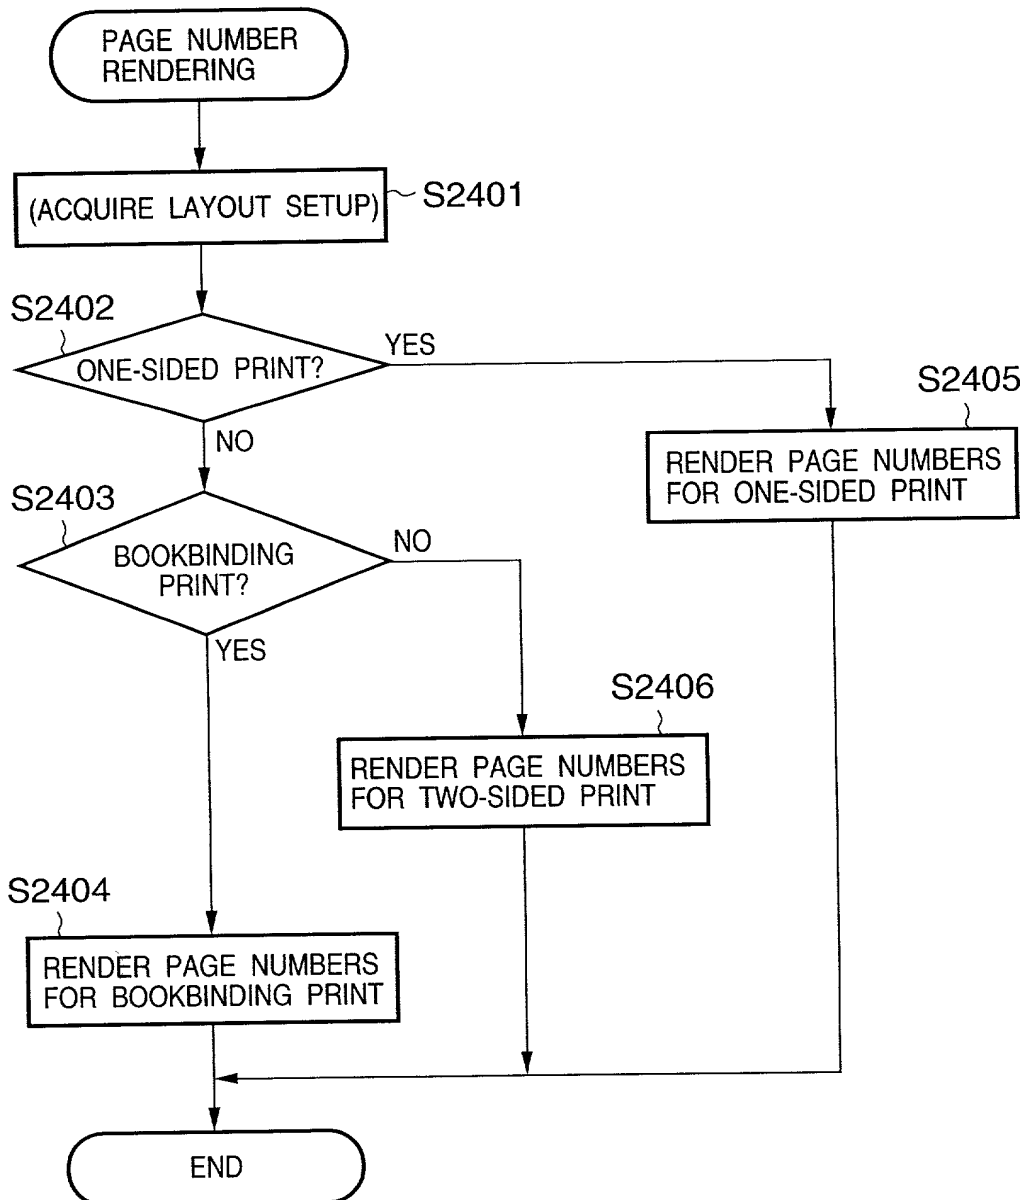 PAGE NUMBER
RENDERING
(ACQUIRE LAYOUT SETUP)
S2401
S2402
ONE-SIDED PRINT?
YES
NO
S2405
RENDER PAGE NUMBERS
FOR ONE-SIDED PRINT
S2403
BOOKBINDING
PRINT?
NO
YES
S2406
RENDER PAGE NUMBERS
FOR TWO-SIDED PRINT
S2404
RENDER PAGE NUMBERS
FOR BOOKBINDING PRINT
END